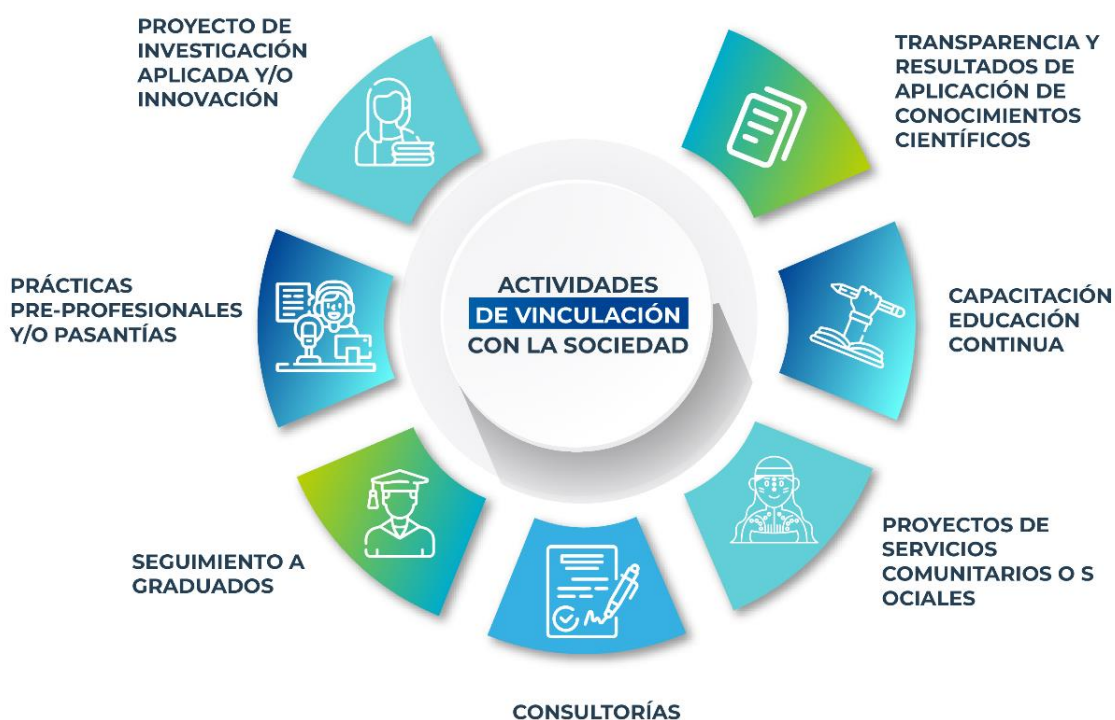 PROYECTO DE
INVESTIGACIÓN
APLICADA Y/O
INNOVACIÓN
TRANSPARENCIA Y
RESULTADOS DE
APLICACIÓN DE
CONOCIMIENTOS
CIENTÍFICOS
PRÁCTICAS
PRE-PROFESIONALES
Y/O PASANTÍAS
ACTIVIDADES
DE VINCULACIÓN
CON LA SOCIEDAD
CAPACITACIÓN
EDUCACIÓN
CONTINUA
SEGUIMIENTO A
GRADUADOS
PROYECTOS DE
SERVICIOS
COMUNITARIOS O S
OCIALES
CONSULTORÍAS